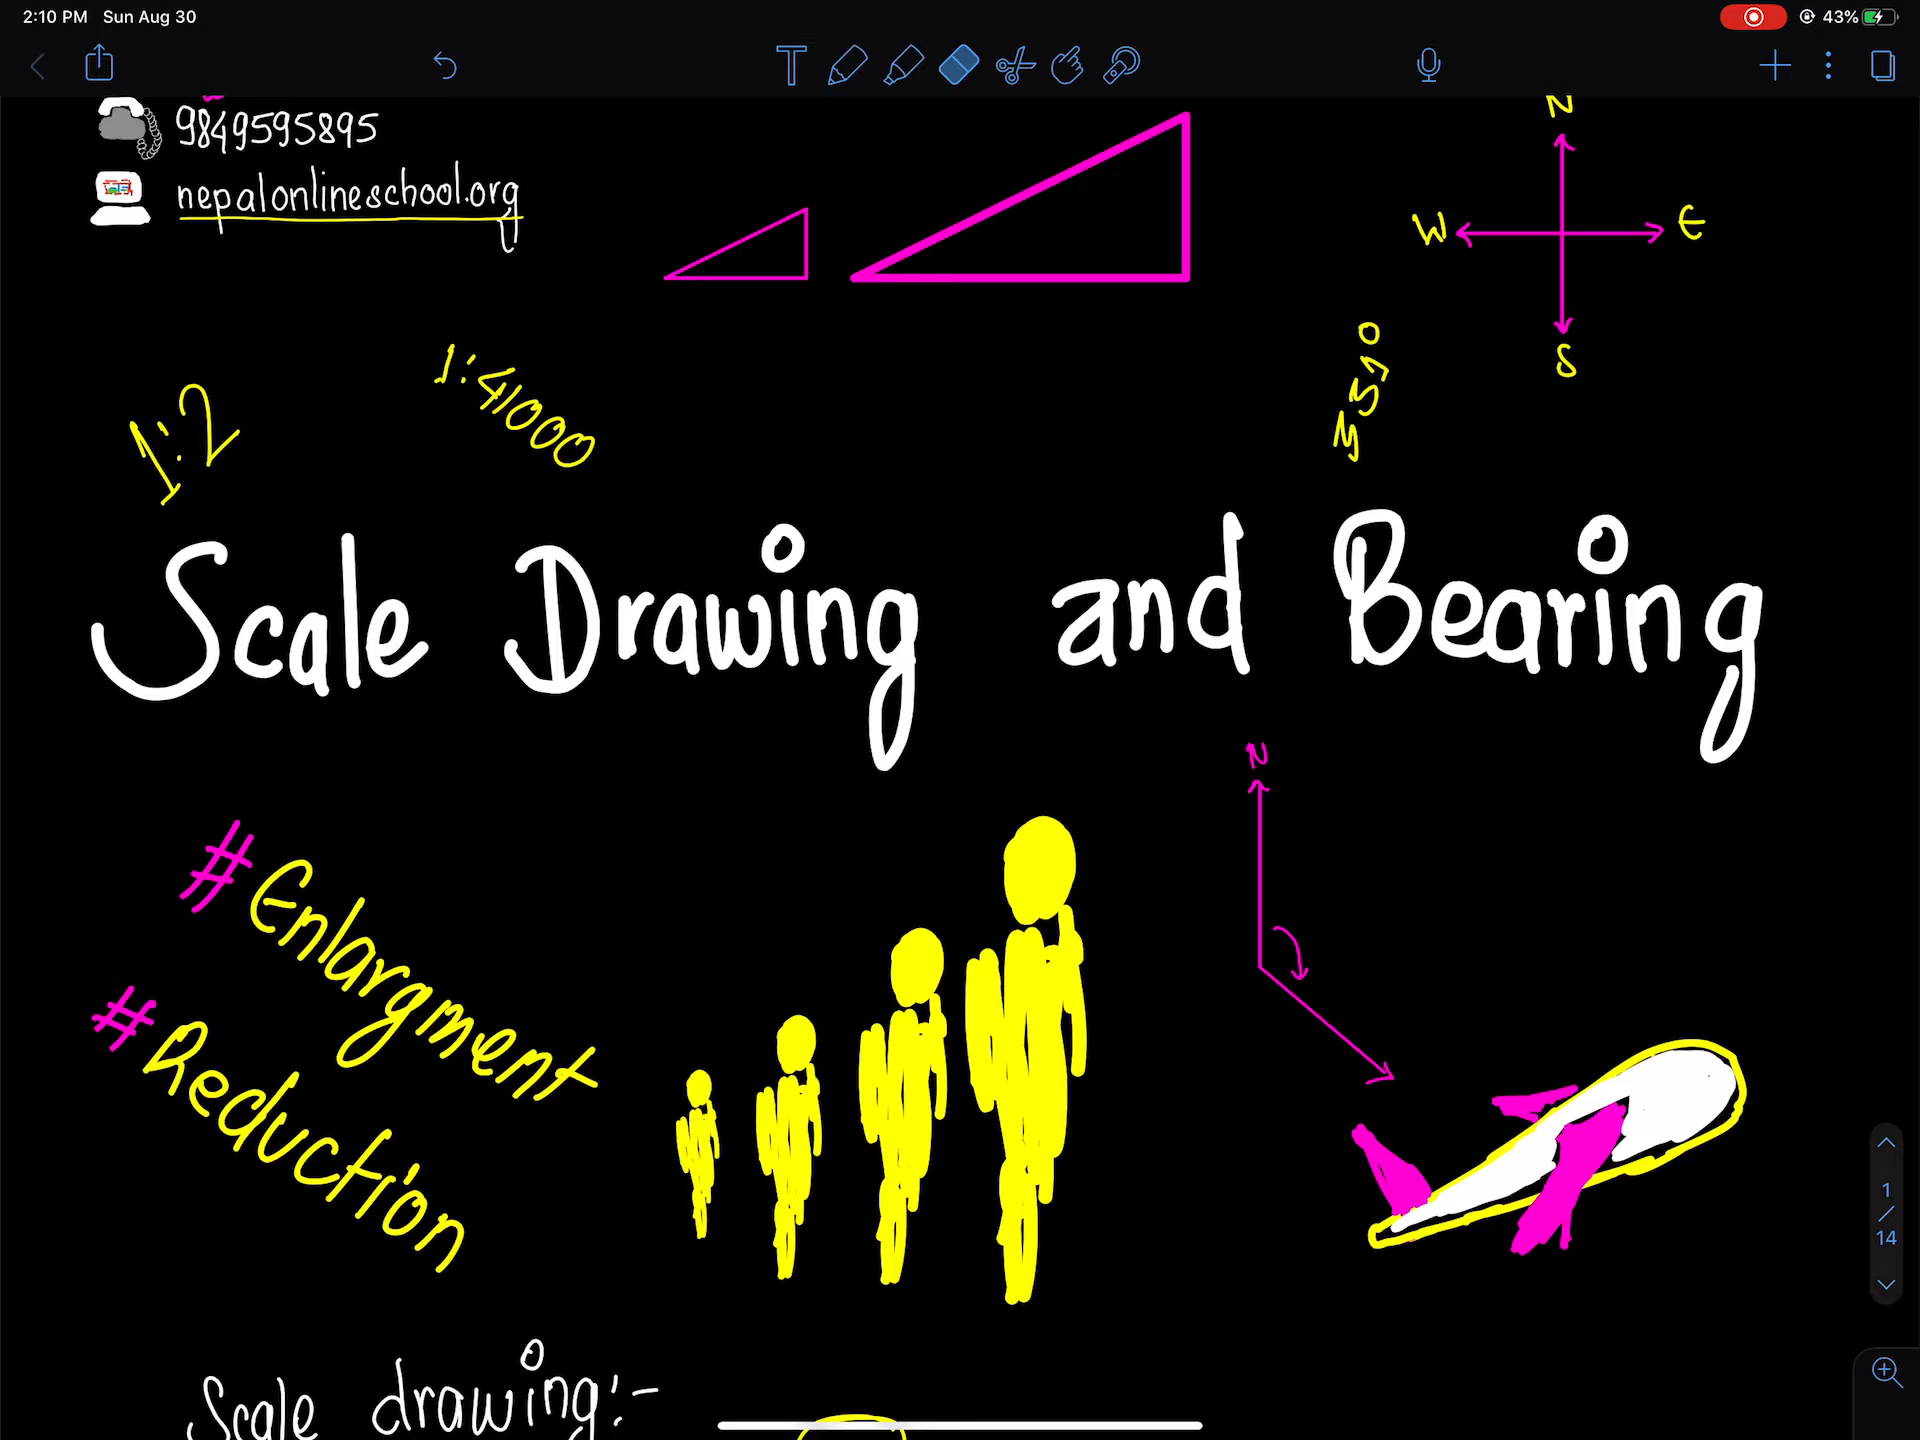 2:10 PM Sun Aug 30
43%
9849595895
nepalonlineschool.org
N
W
E
S
1:2
1:41000
Scale Drawing and Bearing
N
#Enlargment
#Reduction
1
/
14
Scale drawing:-